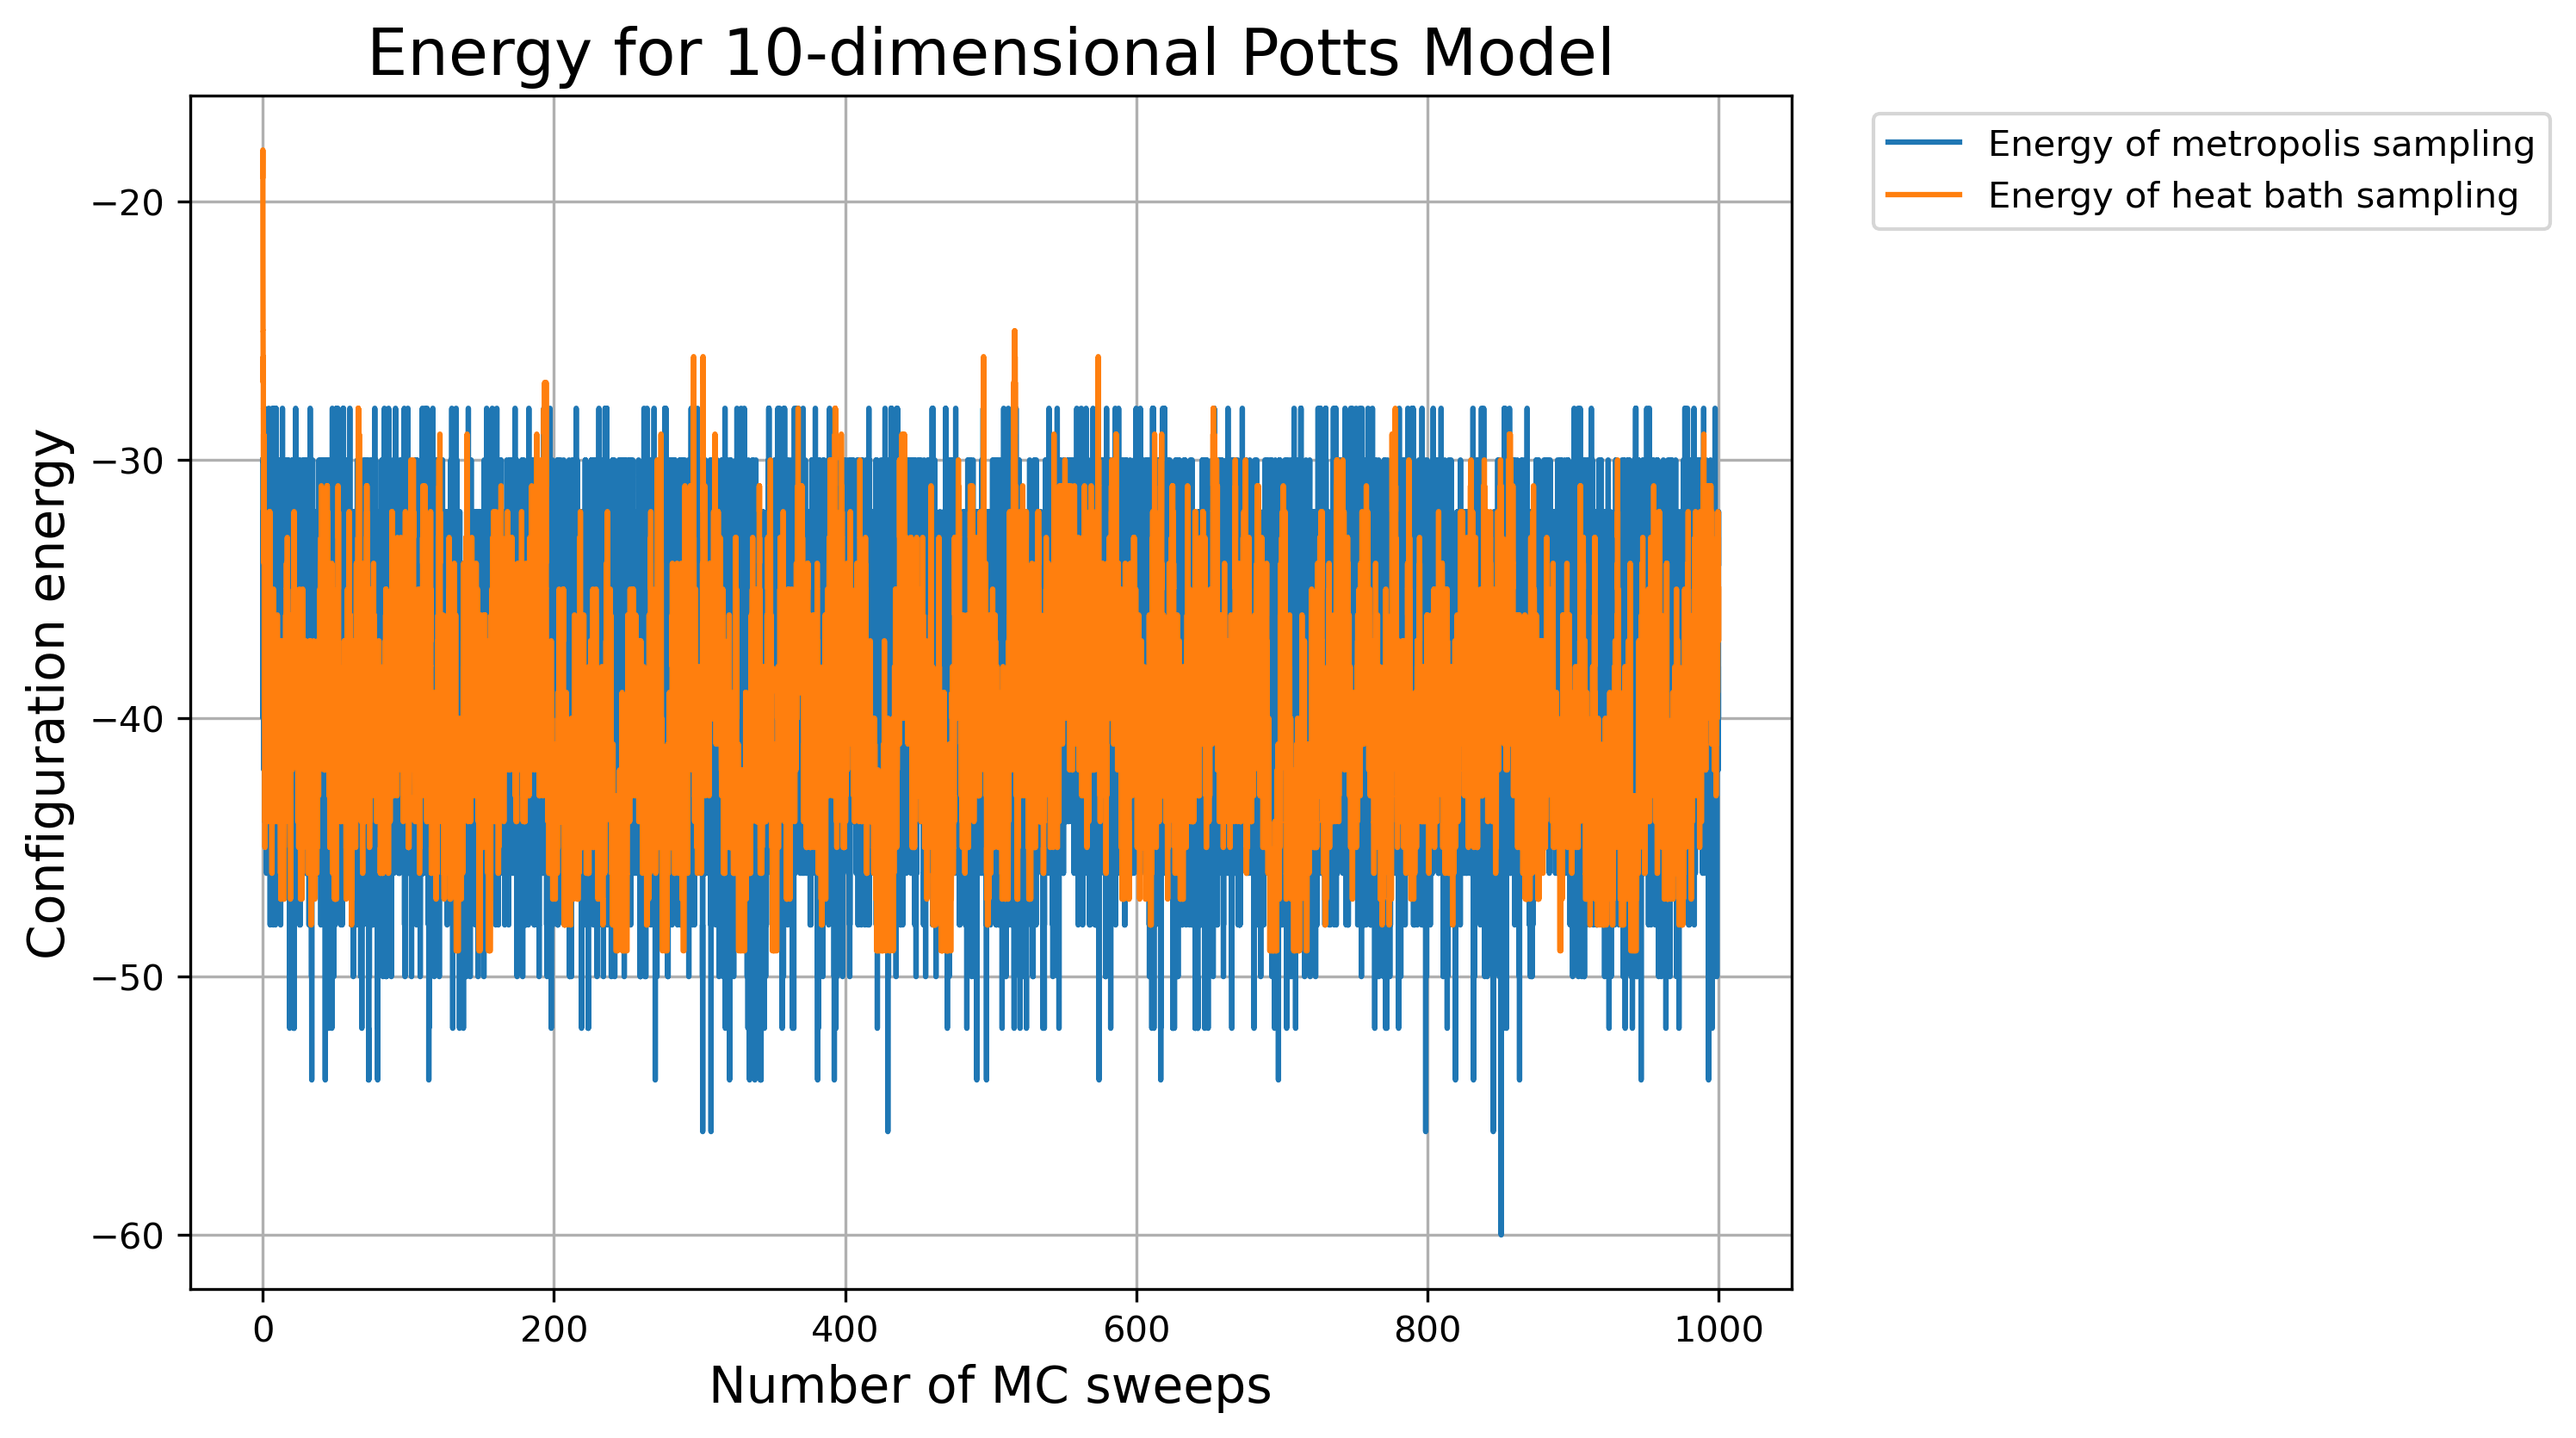 Energy for 10-dimensional Potts Model
Energy of metropolis sampling
Energy of heat bath sampling
Configuration energy
−20
−30
−40
−50
−60
0 200 400 600 800 1000
Number of MC sweeps